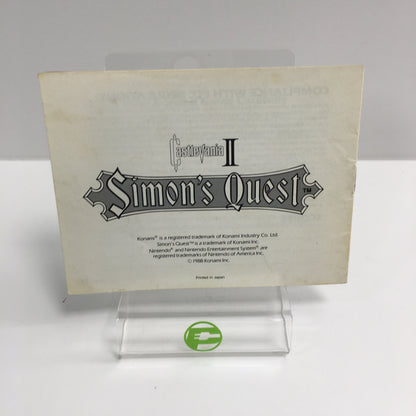 Castlevania II
Simon's Quest™
Konami® is a registered trademark of Konami Industry Co. Ltd.
Simon's Quest™ is a trademark of Konami Inc.
Nintendo® and Nintendo Entertainment System® are
registered trademarks of Nintendo of America Inc.
© 1988 Konami Inc.
Printed in Japan